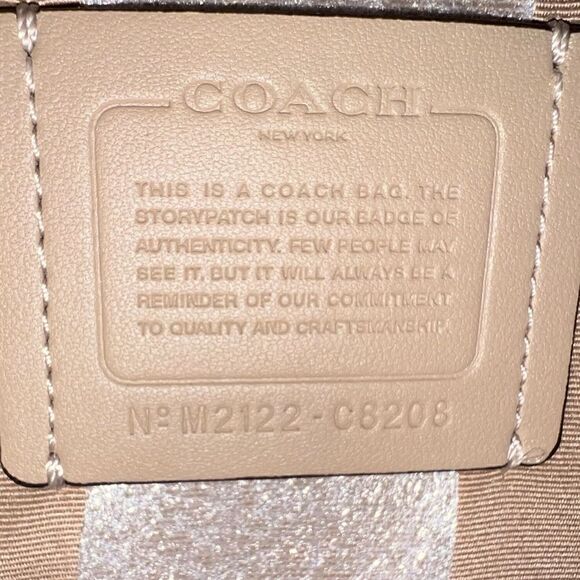 COACH
NEW YORK
THIS IS A COACH BAG. THE
STORYPATCH IS OUR BADGE OF
AUTHENTICITY. FEW PEOPLE MAY
SEE IT, BUT IT WILL ALWAYS BE A
REMINDER OF OUR COMMITMENT
TO QUALITY AND CRAFTSMANSHIP.
Nº M2122-C8208